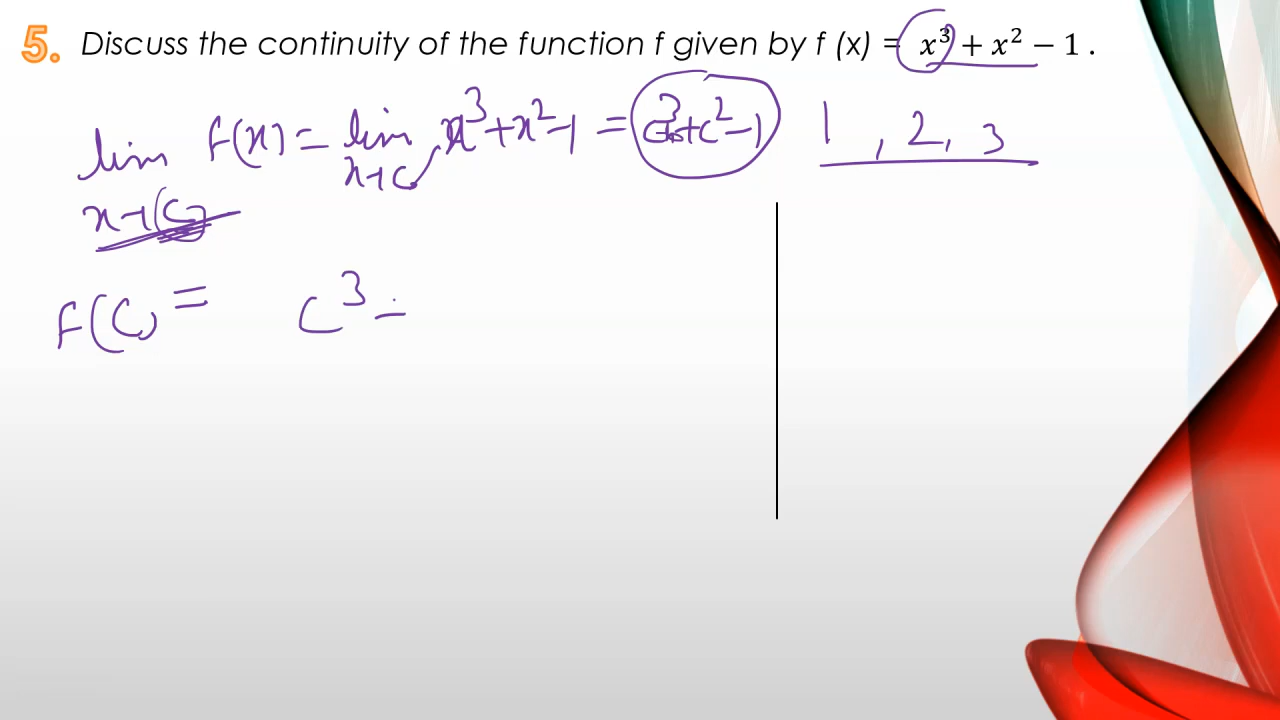 5. Discuss the continuity of the function f given by f (x) = x³ + x² − 1 .
lim f(x) = lim x³+x²-1 = c³+c²-1 1 , 2, 3
x→c x→c
f(c) = c³ -